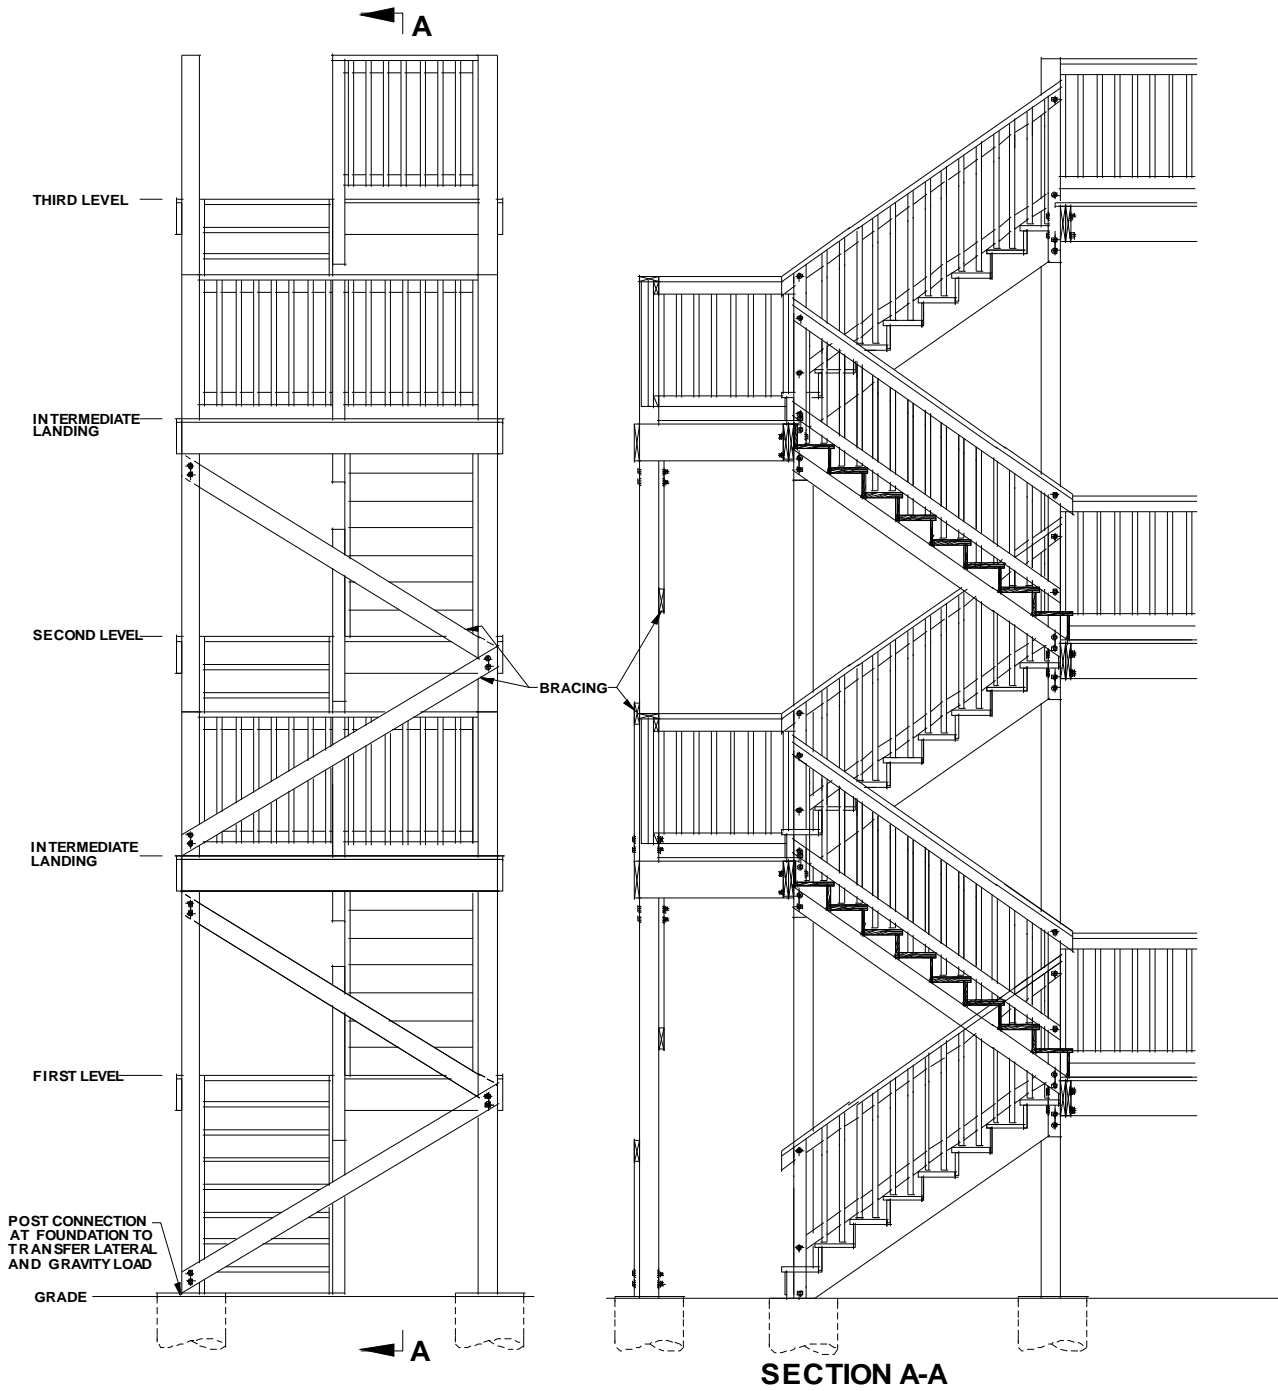 A
THIRD LEVEL
INTERMEDIATE
LANDING
SECOND LEVEL
BRACING
INTERMEDIATE
LANDING
FIRST LEVEL
POST CONNECTION
AT FOUNDATION TO
TRANSFER LATERAL
AND GRAVITY LOAD
GRADE
A
SECTION A-A